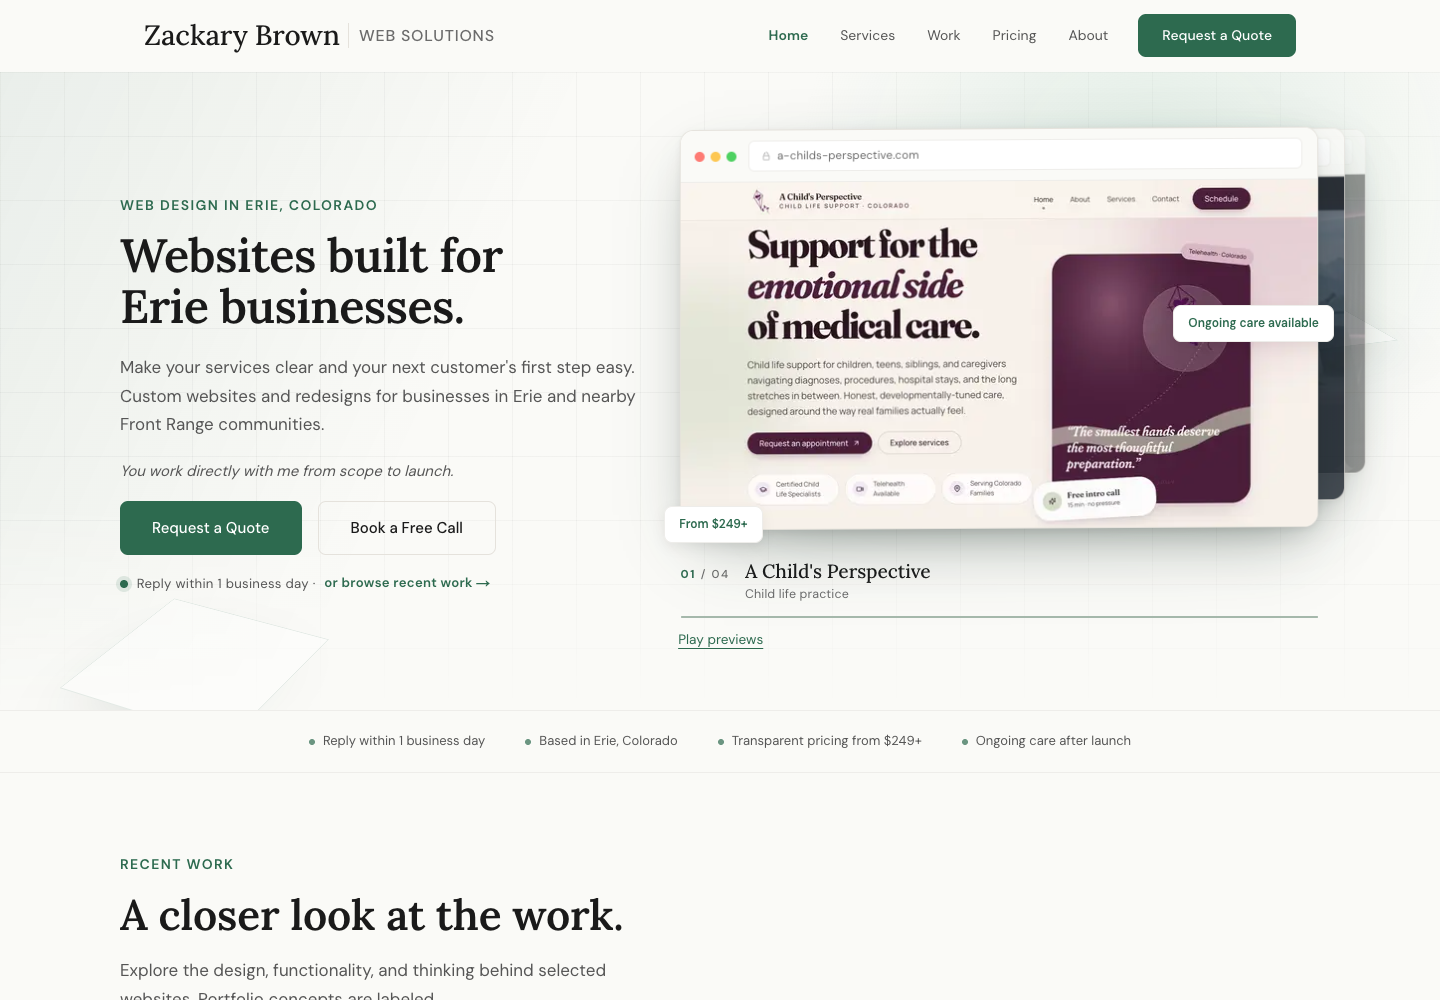 Zackary Brown
WEB SOLUTIONS
Home
Services
Work
Pricing
About
Request a Quote
WEB DESIGN IN ERIE, COLORADO
Websites built for
Erie businesses.
Make your services clear and your next customer's first step easy.
Custom websites and redesigns for businesses in Erie and nearby
Front Range communities.
You work directly with me from scope to launch.
Request a Quote
Book a Free Call
Reply within 1 business day ·
or browse recent work →
a-childs-perspective.com
A Child's Perspective
CHILD LIFE SUPPORT · COLORADO
Home
About
Services
Contact
Schedule
Support for the
emotional side
of medical care.
Child life support for children, teens, siblings, and caregivers
navigating diagnoses, procedures, hospital stays, and the long
stretches in between. Honest, developmentally-tuned care,
designed around the way real families actually feel.
Request an appointment ↗
Explore services
Certified Child
Life Specialists
Telehealth
Available
Serving Colorado
Families
Telehealth · Colorado
Ongoing care available
"The smallest hands deserve
the most thoughtful
preparation."
Free intro call
15 min · no pressure
From $249+
01 / 04
A Child's Perspective
Child life practice
Play previews
Reply within 1 business day
Based in Erie, Colorado
Transparent pricing from $249+
Ongoing care after launch
RECENT WORK
A closer look at the work.
Explore the design, functionality, and thinking behind selected
websites. Portfolio concepts are labeled.